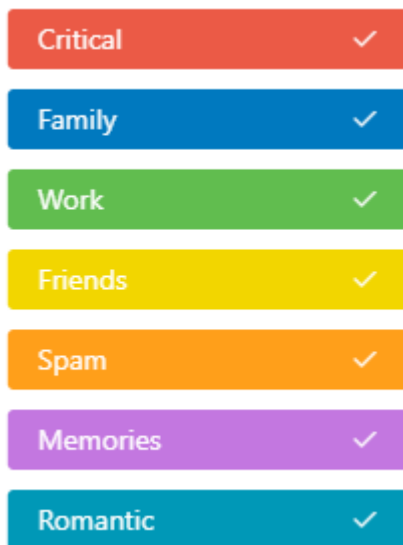 Critical
Family
Work
Friends
Spam
Memories
Romantic